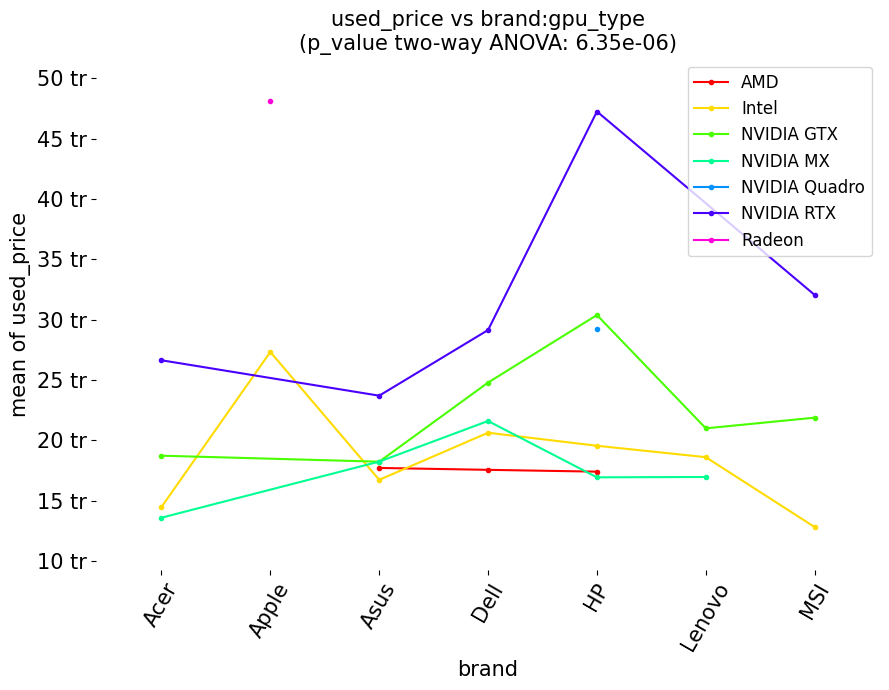 used_price vs brand:gpu_type
(p_value two-way ANOVA: 6.35e-06)
AMD
Intel
NVIDIA GTX
NVIDIA MX
NVIDIA Quadro
NVIDIA RTX
Radeon
mean of used_price
50 tr
45 tr
40 tr
35 tr
30 tr
25 tr
20 tr
15 tr
10 tr
Acer
Apple
Asus
Dell
HP
Lenovo
MSI
brand